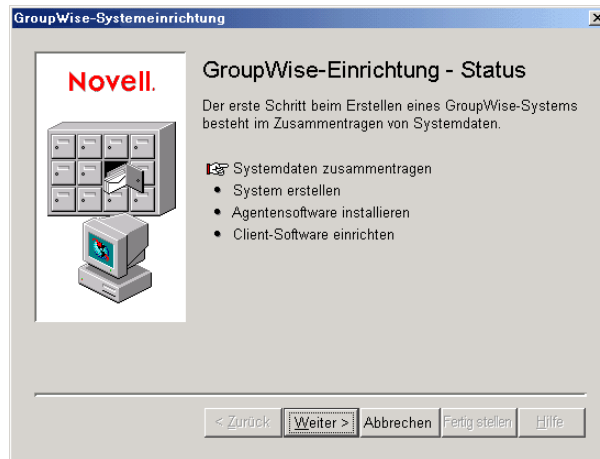 GroupWise-Systemeinrichtung
Novell.
GroupWise-Einrichtung - Status
Der erste Schritt beim Erstellen eines GroupWise-Systems
besteht im Zusammentragen von Systemdaten.
Systemdaten zusammentragen
• System erstellen
• Agentensoftware installieren
• Client-Software einrichten
< Zurück Weiter > Abbrechen Fertig stellen Hilfe